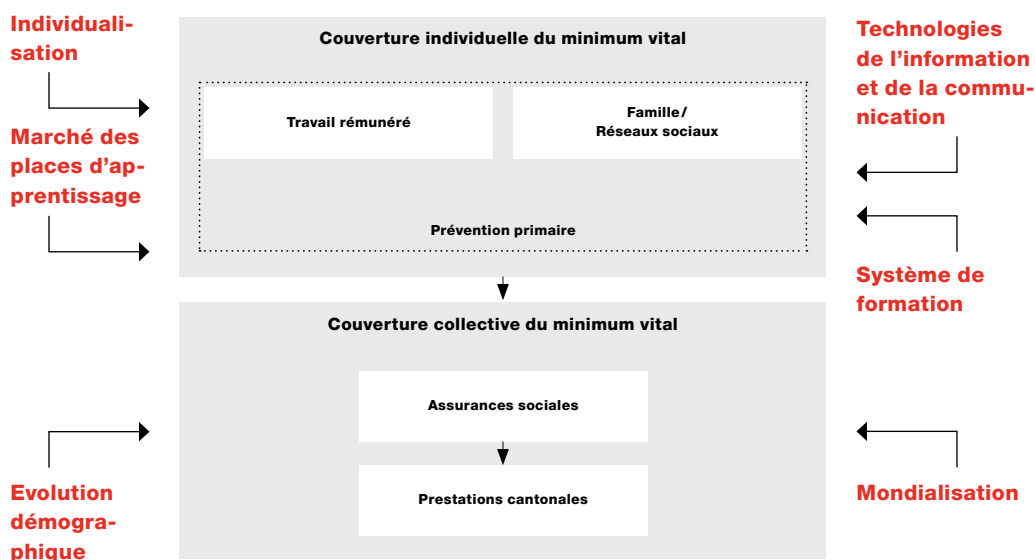 Individuali-
sation
Marché des
places d'ap-
prentissage
Evolution
démogra-
phique
Couverture individuelle du minimum vital
Travail rémunéré
Famille/
Réseaux sociaux
Prévention primaire
Couverture collective du minimum vital
Assurances sociales
Prestations cantonales
Technologies
de l'information
et de la commu-
nication
Système de
formation
Mondialisation